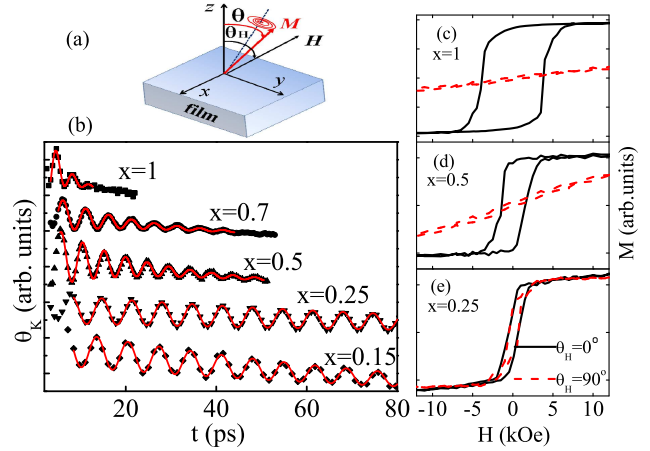 (a)
z
θ
M
θH
H
x
y
film
(b)
x=1
x=0.7
x=0.5
x=0.25
x=0.15
θK (arb. units)
20
40
60
80
t (ps)
(c)
x=1
(d)
x=0.5
(e)
x=0.25
θH=0°
θH=90°
-10
-5
0
5
10
H (kOe)
M (arb.units)